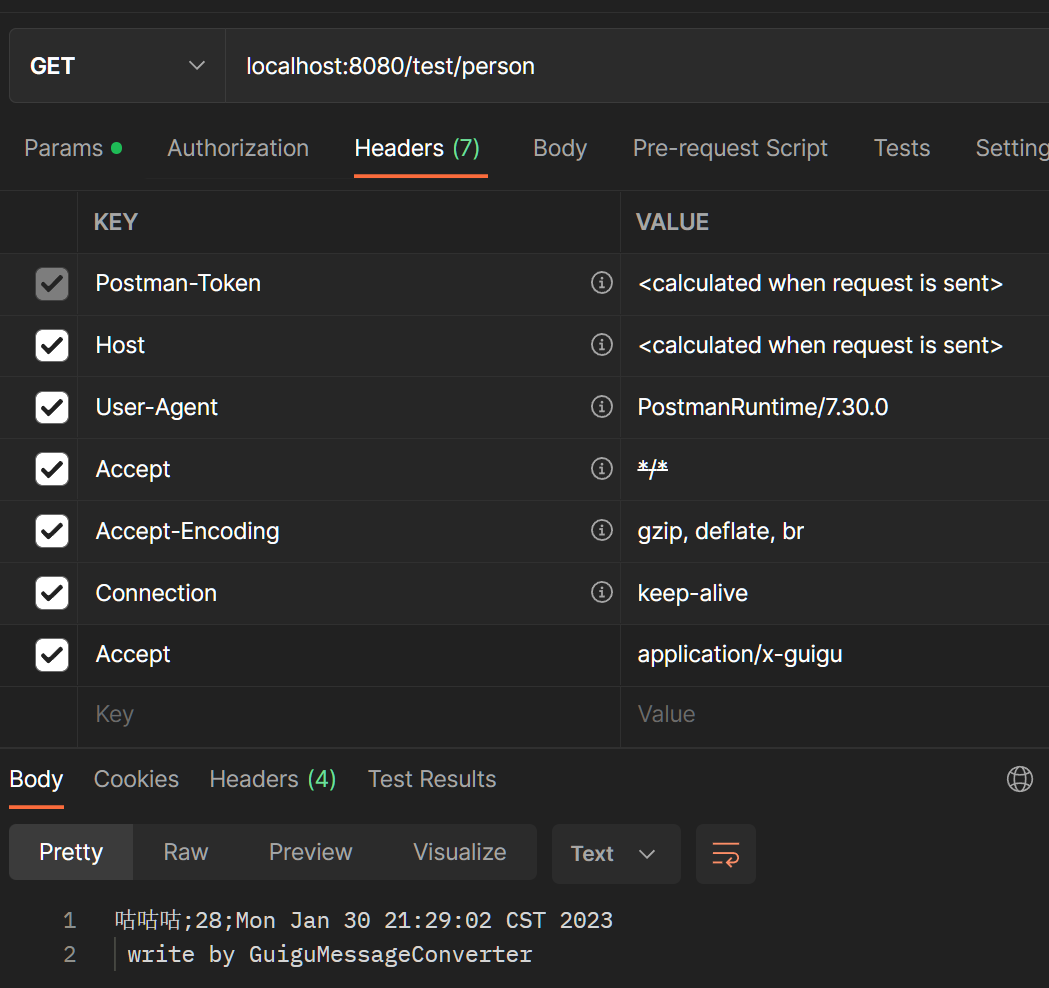 GET localhost:8080/test/person
Params Authorization Headers (7) Body Pre-request Script Tests Setting
KEY VALUE
Postman-Token <calculated when request is sent>
Host <calculated when request is sent>
User-Agent PostmanRuntime/7.30.0
Accept */*
Accept-Encoding gzip, deflate, br
Connection keep-alive
Accept application/x-guigu
Key Value
Body Cookies Headers (4) Test Results
Pretty Raw Preview Visualize Text
1 咕咕咕;28;Mon Jan 30 21:29:02 CST 2023
2 write by GuiguMessageConverter